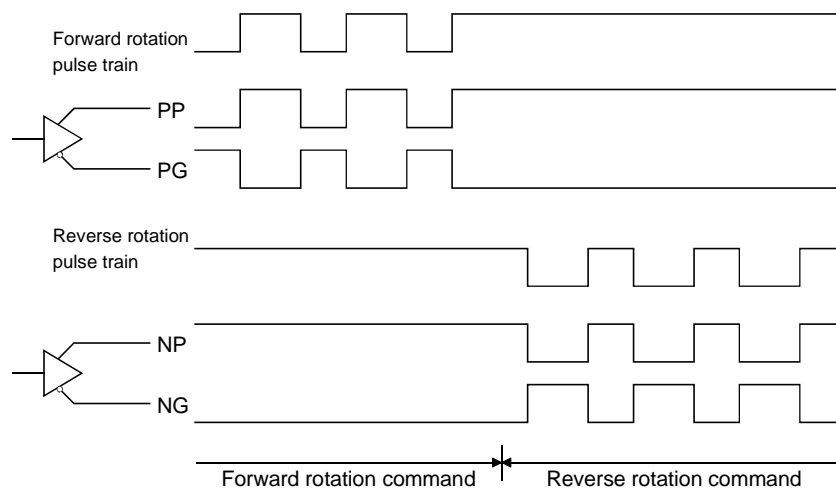 Forward rotation
pulse train
PP
PG
Reverse rotation
pulse train
NP
NG
Forward rotation command
Reverse rotation command